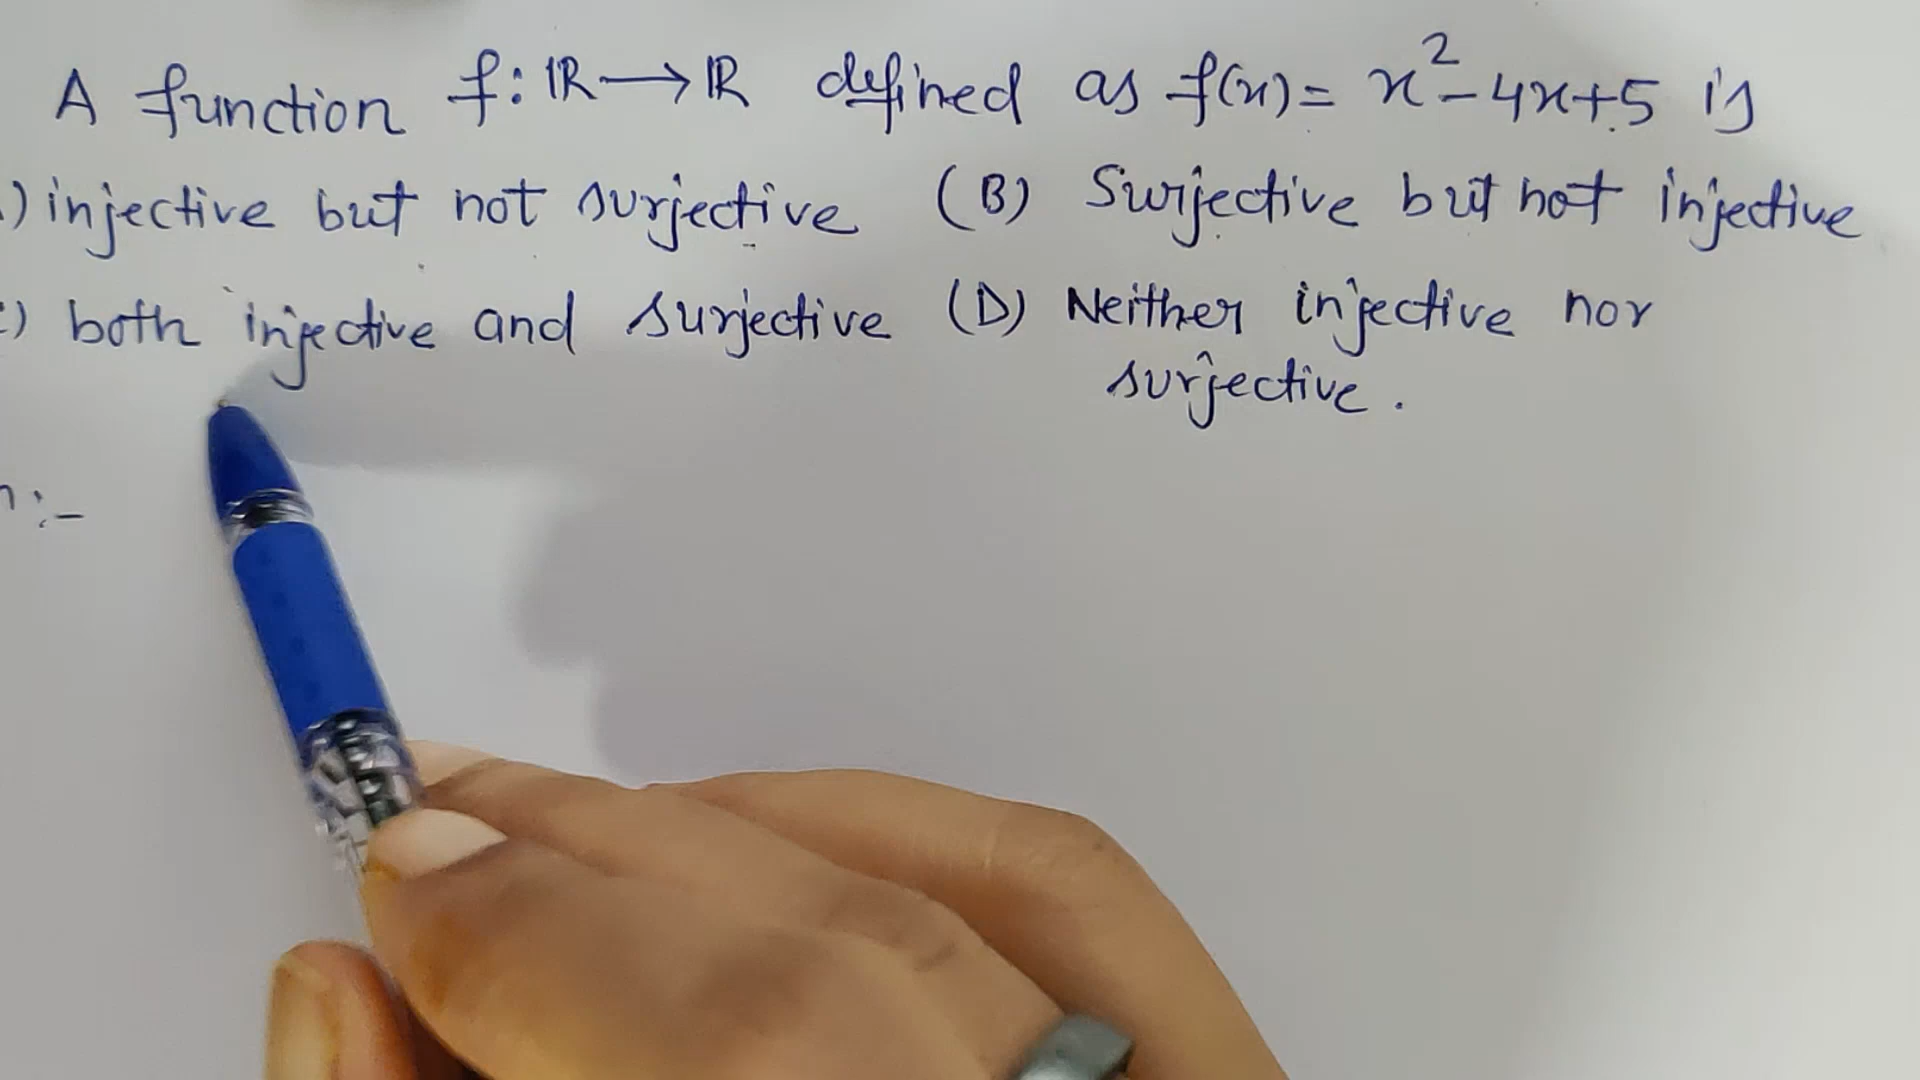 A function f: ℝ → ℝ defined as f(x) = x² - 4x + 5 is
) injective but not surjective (B) Surjective but not injective
) both injective and surjective (D) Neither injective nor
surjective.
:-